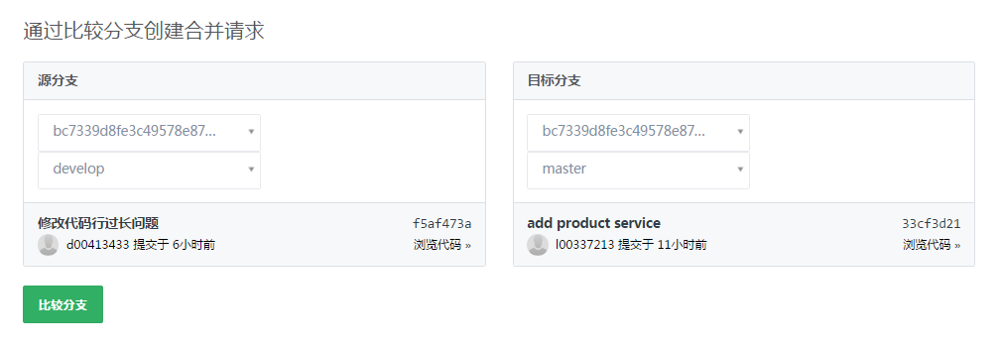 通过比较分支创建合并请求
源分支
bc7339d8fe3c49578e87...
develop
修改代码行过长问题 f5af473a
d00413433 提交于 6小时前 浏览代码 »
目标分支
bc7339d8fe3c49578e87...
master
add product service 33cf3d21
l00337213 提交于 11小时前 浏览代码 »
比较分支